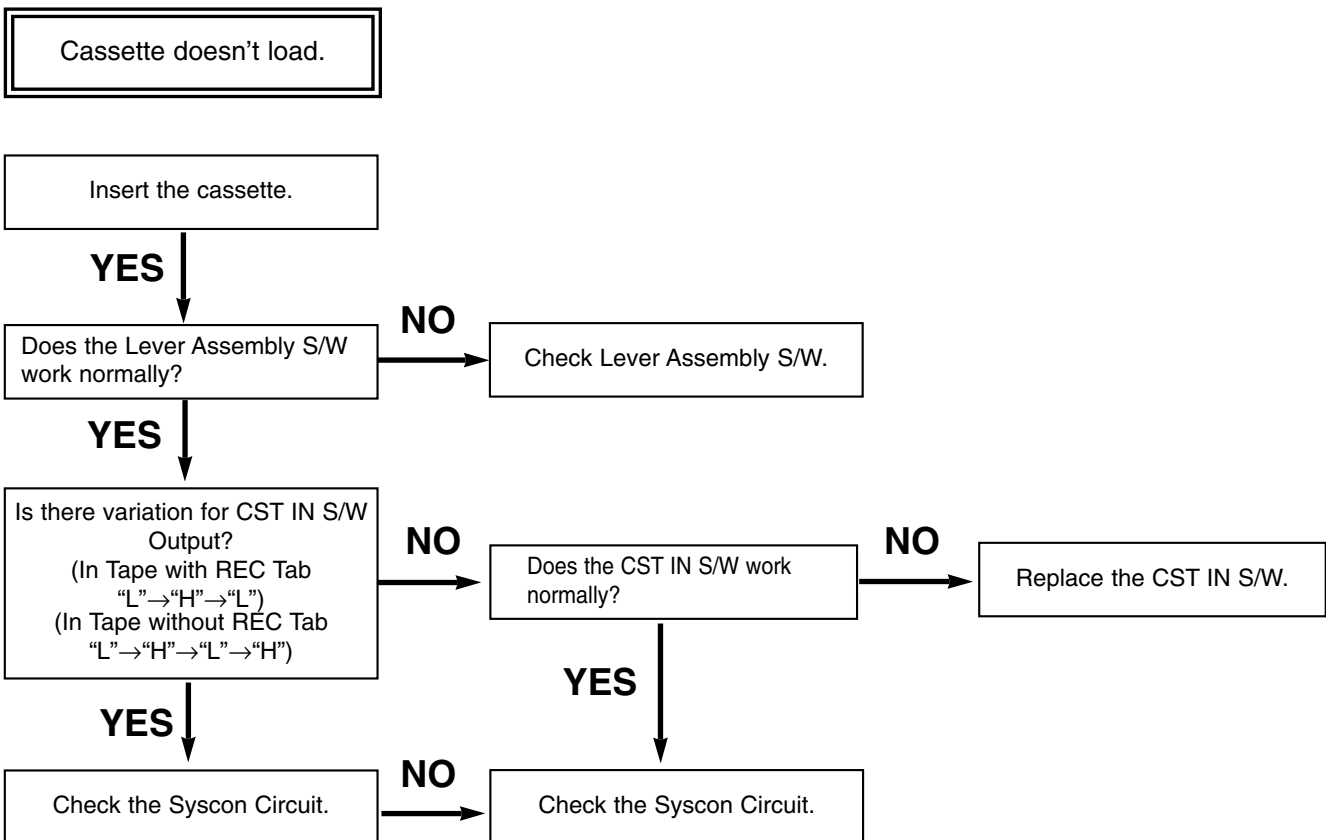 Cassette doesn't load.
Insert the cassette.
YES
Does the Lever Assembly S/W
work normally?
NO
Check Lever Assembly S/W.
YES
Is there variation for CST IN S/W
Output?
(In Tape with REC Tab
“L”→“H”→“L”)
(In Tape without REC Tab
“L”→“H”→“L”→“H”)
NO
Does the CST IN S/W work
normally?
NO
Replace the CST IN S/W.
YES
YES
Check the Syscon Circuit.
NO
Check the Syscon Circuit.